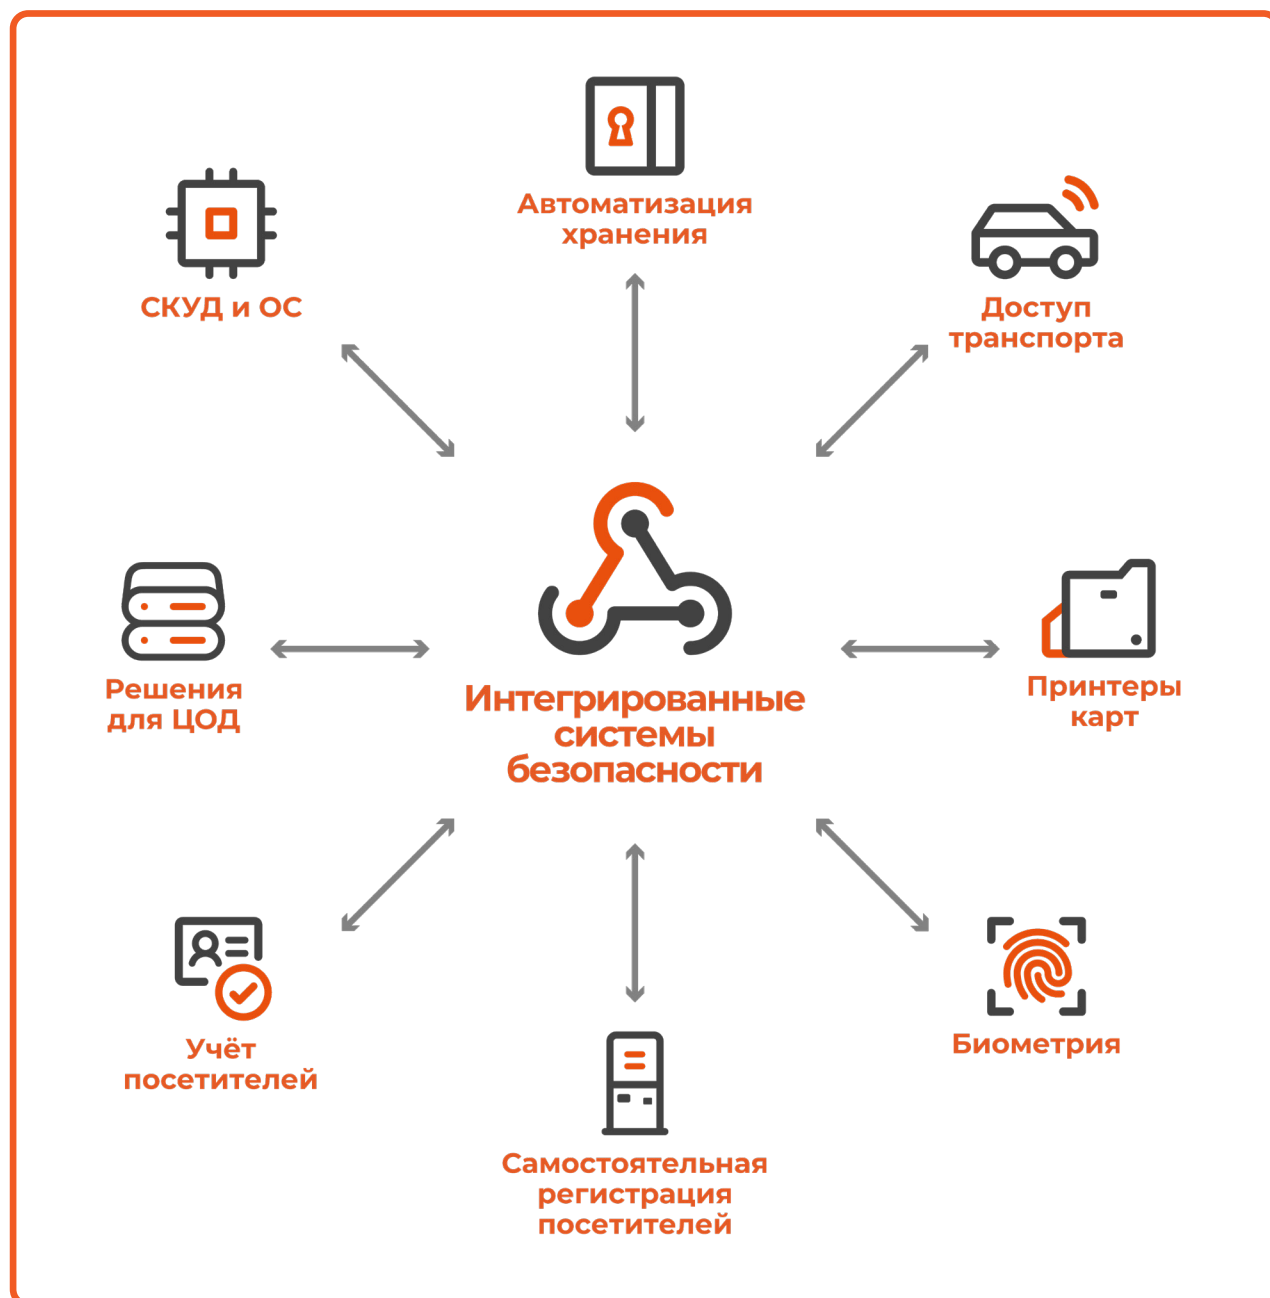 Автоматизация
хранения
СКУД и ОС
Доступ
транспорта
Решения
для ЦОД
Интегрированные
системы
безопасности
Принтеры
карт
Учёт
посетителей
Биометрия
Самостоятельная
регистрация
посетителей